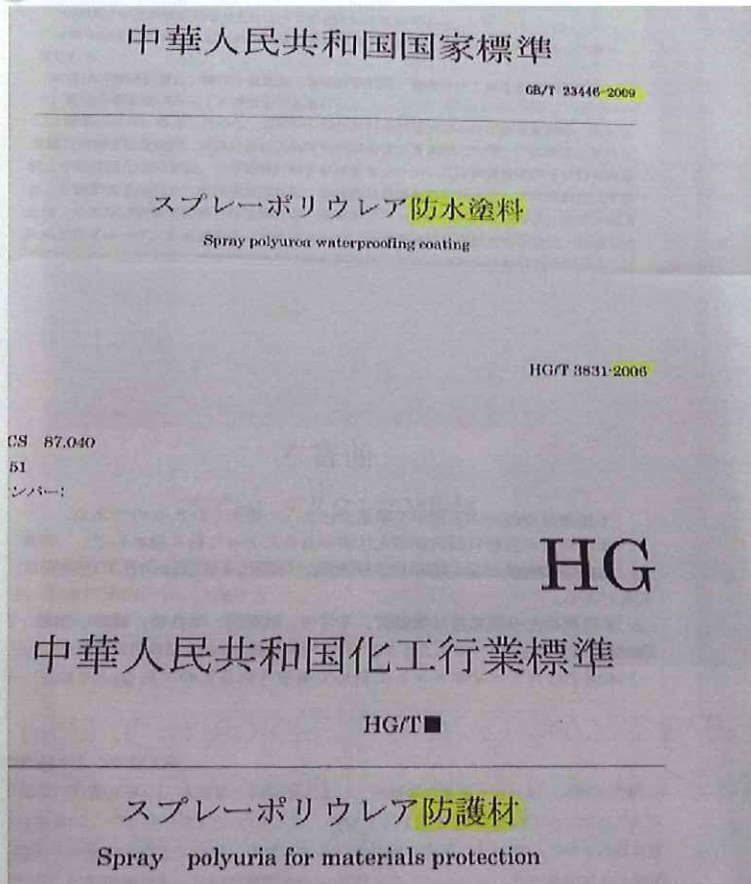 中華人民共和国国家標準
GB/T 23446-2009
スプレーポリウレア防水塗料
Spray polyurea waterproofing coating
HG/T 3831-2006
CS 87.040
51
ンバー:
HG
中華人民共和国化工行業標準
HG/T■
スプレーポリウレア防護材
Spray polyuria for materials protection